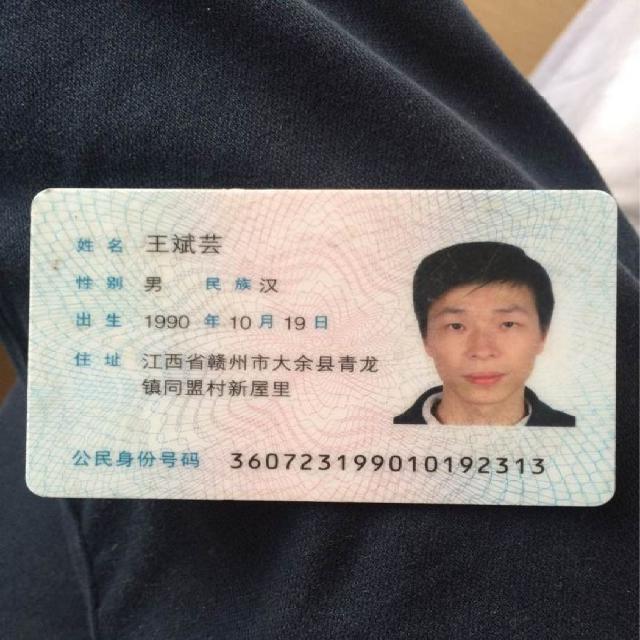 姓名 王斌芸
性别 男 民族 汉
出生 1990 年 10 月 19 日
住址 江西省赣州市大余县青龙
镇同盟村新屋里
公民身份号码 360723199010192313